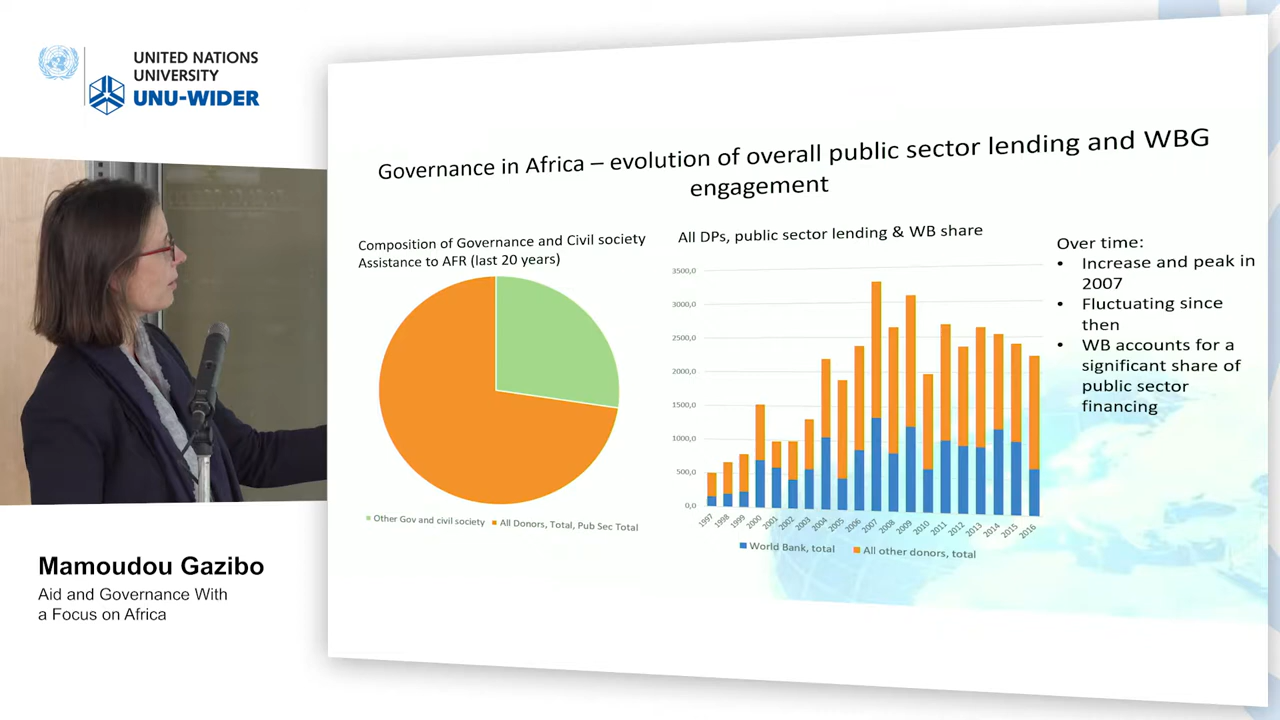 UNITED NATIONS
UNIVERSITY
UNU-WIDER
Governance in Africa – evolution of overall public sector lending and WBG
engagement
Composition of Governance and Civil society
Assistance to AFR (last 20 years)
Other Gov and civil society
All Donors, Total, Pub Sec Total
All DPs, public sector lending & WB share
3500,0
3000,0
2500,0
2000,0
1500,0
1000,0
500,0
0,0
1997 1998 1999 2000 2001 2002 2003 2004 2005 2006 2007 2008 2009 2010 2011 2012 2013 2014 2015 2016
World Bank, total
All other donors, total
Over time:
• Increase and peak in
2007
• Fluctuating since
then
• WB accounts for a
significant share of
public sector
financing
Mamoudou Gazibo
Aid and Governance With
a Focus on Africa